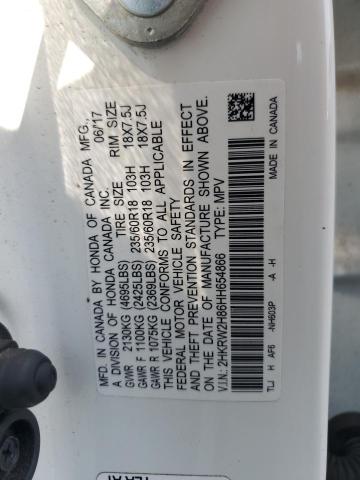 MFD. IN CANADA BY HONDA OF CANADA MFG., 06/17
A DIVISION OF HONDA CANADA INC.
TIRE SIZE RIM SIZE
GVWR 2130KG (4695LBS)
GAWR F 1100KG (2425LBS) 235/60R18 103H 18X7.5J
GAWR R 1075KG (2369LBS) 235/60R18 103H 18X7.5J
THIS VEHICLE CONFORMS TO ALL APPLICABLE
FEDERAL MOTOR VEHICLE SAFETY
AND THEFT PREVENTION STANDARDS IN EFFECT
ON THE DATE OF MANUFACTURE SHOWN ABOVE.
V.I.N.: 2HKRW2H86HH654866 TYPE: MPV
TLJ H AF6 -NH603P -A -H MADE IN CANADA